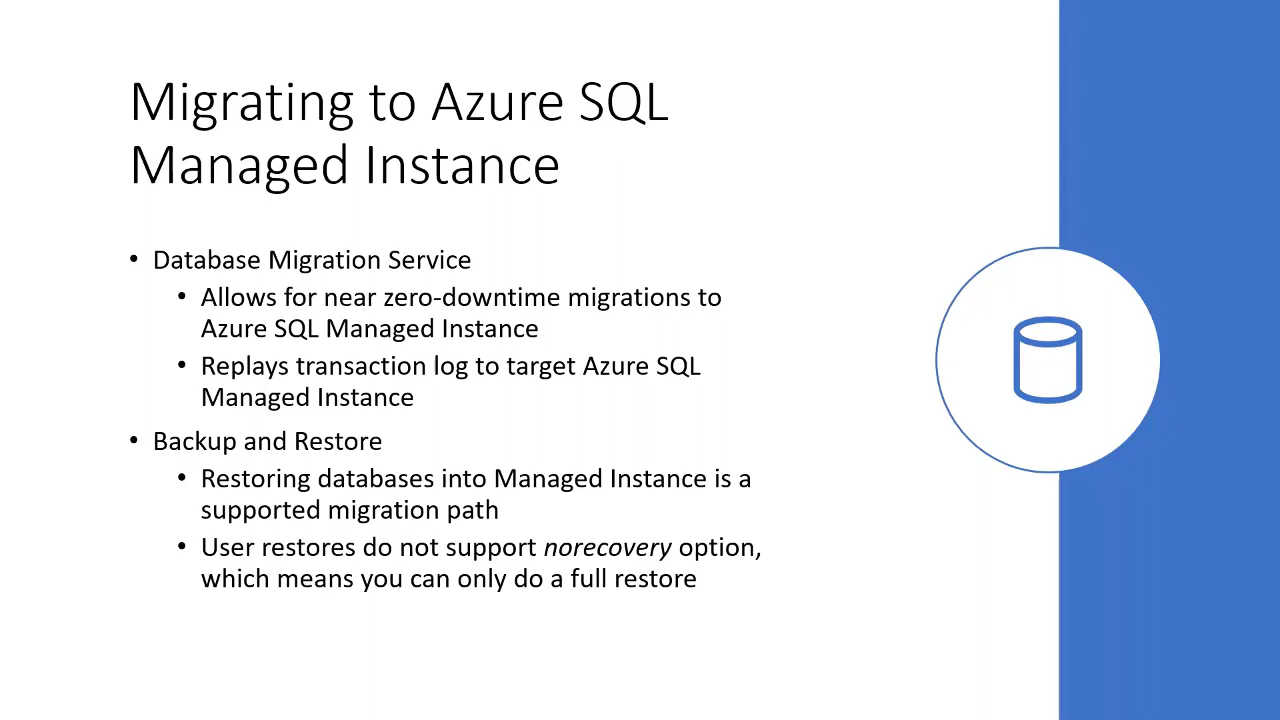 Migrating to Azure SQL
Managed Instance
• Database Migration Service
• Allows for near zero-downtime migrations to
Azure SQL Managed Instance
• Replays transaction log to target Azure SQL
Managed Instance
• Backup and Restore
• Restoring databases into Managed Instance is a
supported migration path
• User restores do not support norecovery option,
which means you can only do a full restore